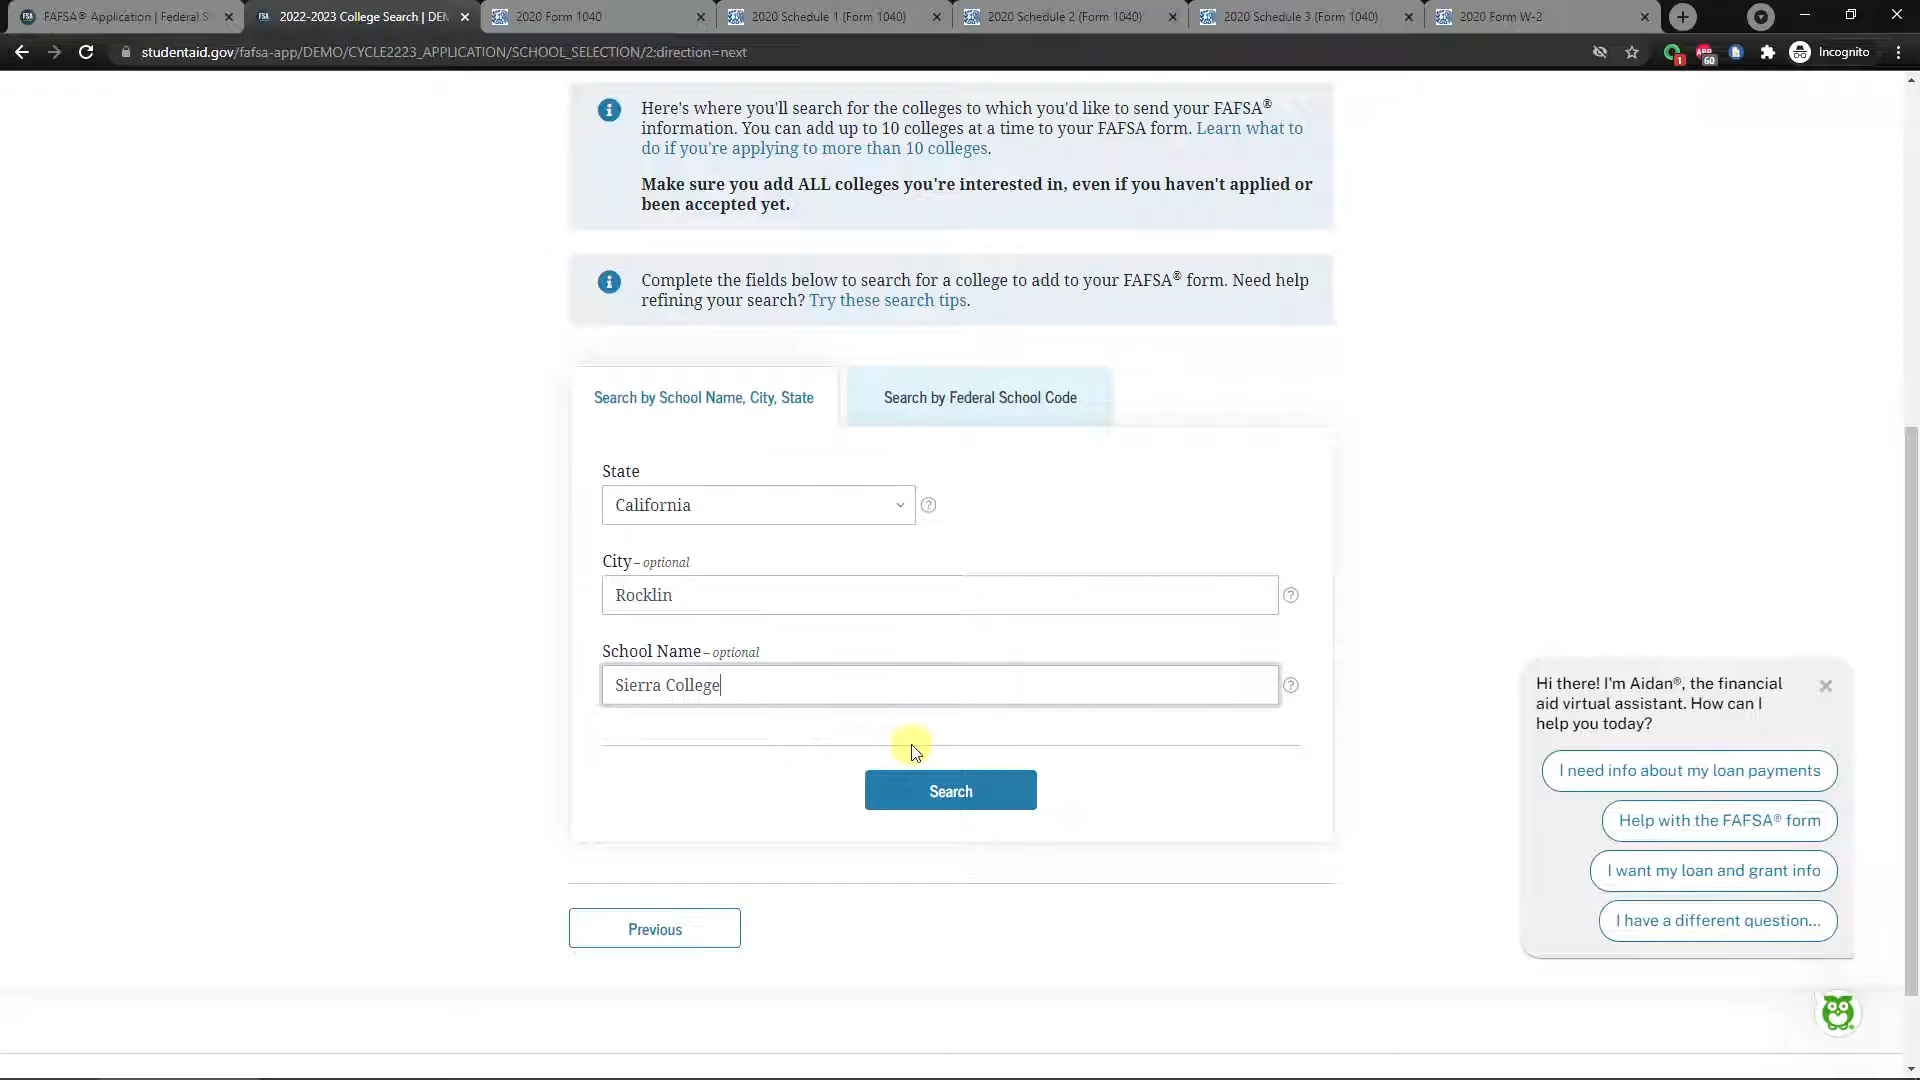 FAFSA® Application | Federal S
2022-2023 College Search | DEM
2020 Form 1040
2020 Schedule 1 (Form 1040)
2020 Schedule 2 (Form 1040)
2020 Schedule 3 (Form 1040)
2020 Form W-2
studentaid.gov/fafsa-app/DEMO/CYCLE2223_APPLICATION/SCHOOL_SELECTION/2;direction=next
1
60
Incognito
Here's where you'll search for the colleges to which you'd like to send your FAFSA®
information. You can add up to 10 colleges at a time to your FAFSA form. Learn what to
do if you're applying to more than 10 colleges.
Make sure you add ALL colleges you're interested in, even if you haven't applied or
been accepted yet.
Complete the fields below to search for a college to add to your FAFSA® form. Need help
refining your search? Try these search tips.
Search by School Name, City, State
Search by Federal School Code
State
California
City – optional
Rocklin
School Name – optional
Sierra College
Search
Previous
Hi there! I'm Aidan®, the financial
aid virtual assistant. How can I
help you today?
I need info about my loan payments
Help with the FAFSA® form
I want my loan and grant info
I have a different question...